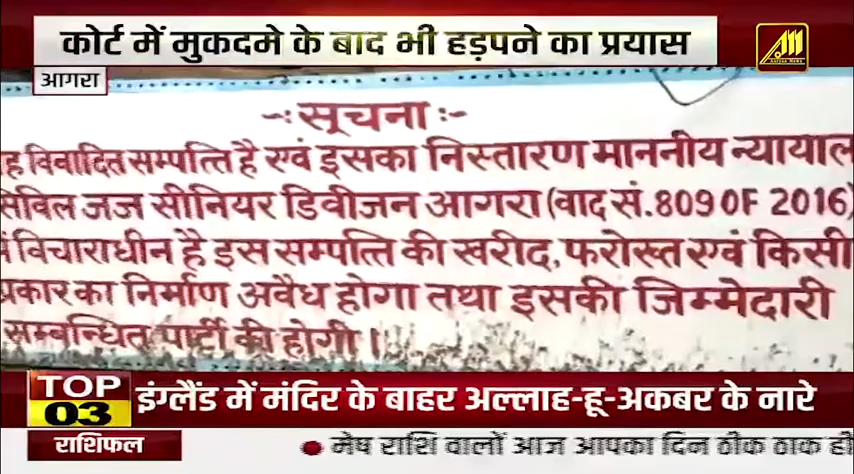 कोर्ट में मुकदमे के बाद भी हड़पने का प्रयास
आगरा
-: सूचना :-
ह विवादित सम्पत्ति है एवं इसका निस्तारण माननीय न्यायाल
सिविल जज सीनियर डिवीजन आगरा (वाद सं.809 OF 2016)
में विचाराधीन है इस सम्पत्ति की खरीद, फरोस्त एवं किसी
प्रकार का निर्माण अवैध होगा तथा इसकी जिम्मेदारी
सम्बन्धित पार्टी की होगी।
TOP
03
इंग्लैंड में मंदिर के बाहर अल्लाह-हू-अकबर के नारे
राशिफल
मेष राशि वालों आज आपका दिन ठीक ठाक ही